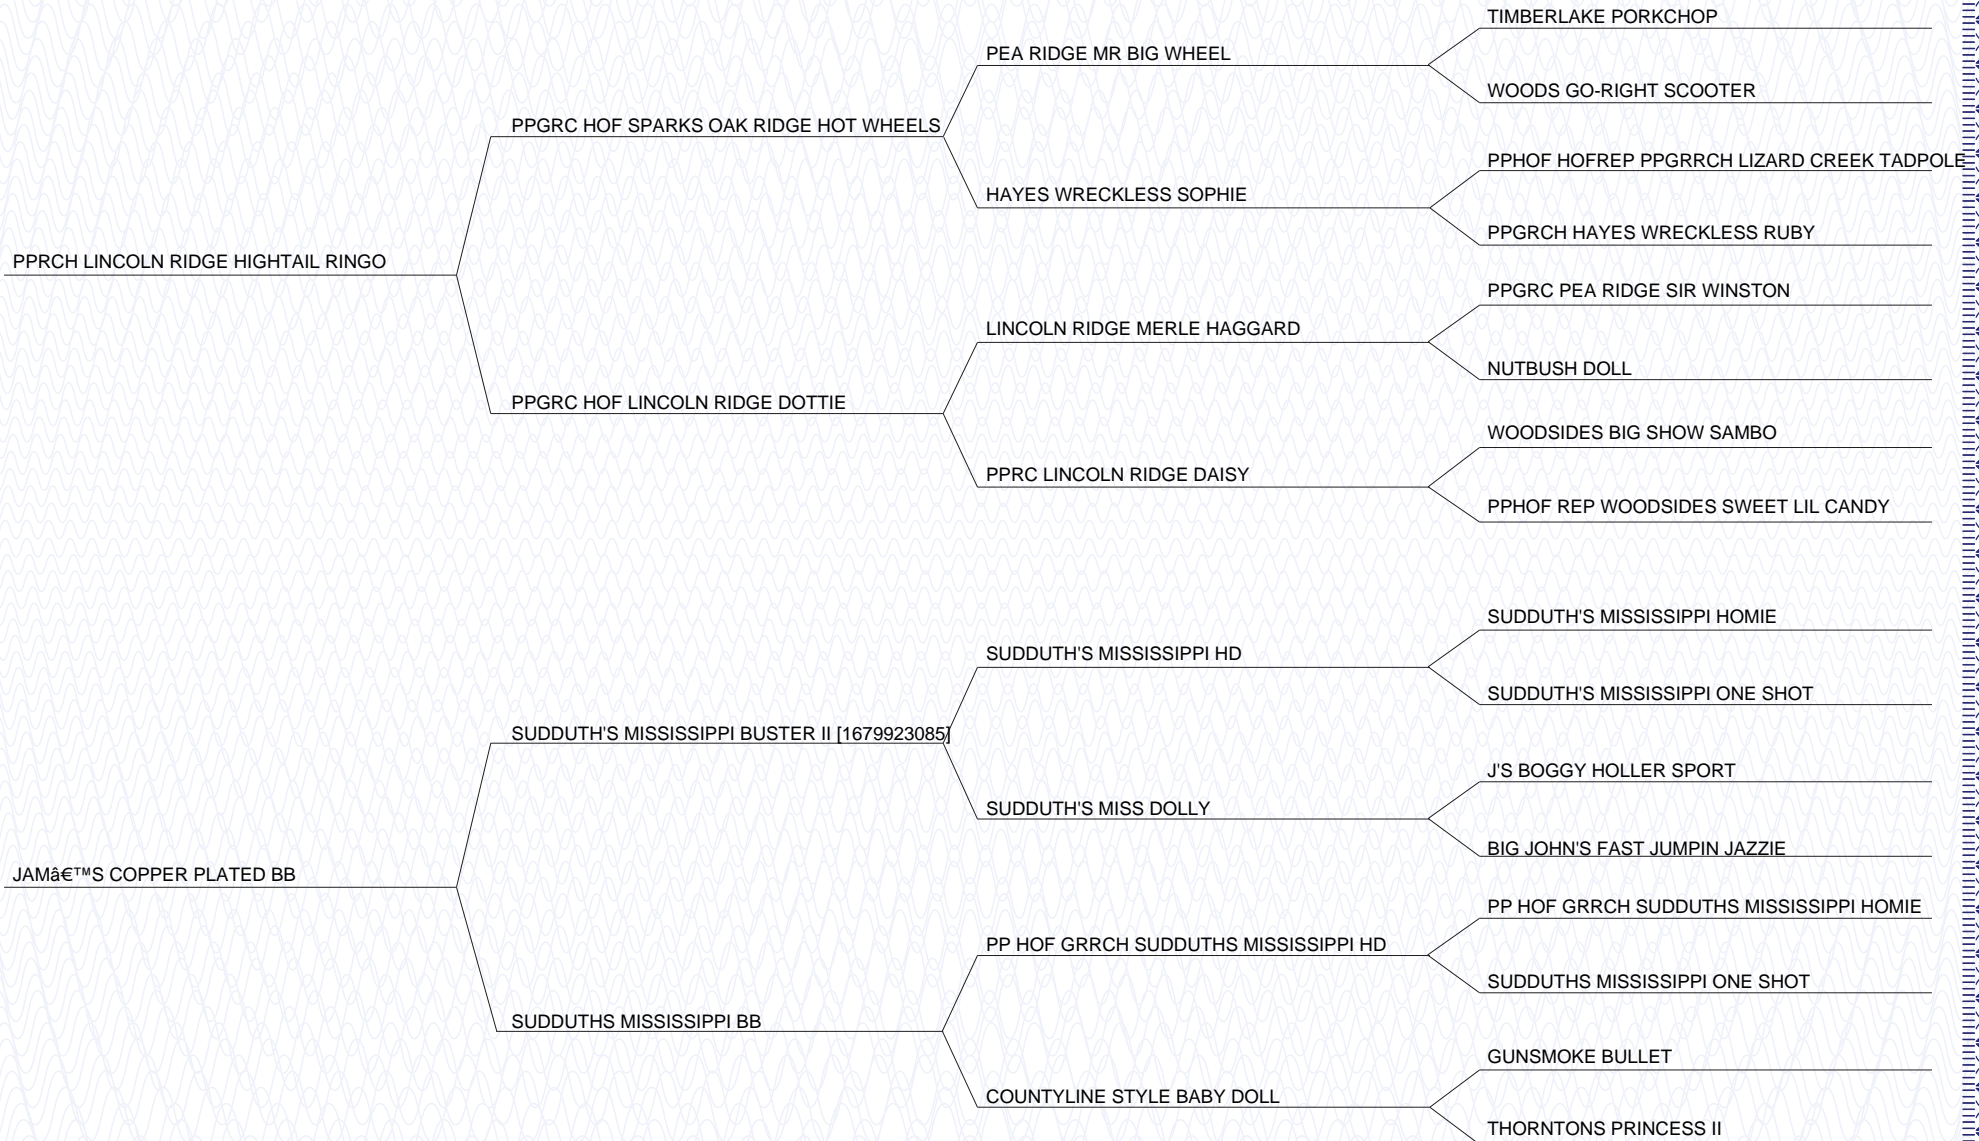 TIMBERLAKE PORKCHOP
PEA RIDGE MR BIG WHEEL
WOODS GO-RIGHT SCOOTER
PPGRC HOF SPARKS OAK RIDGE HOT WHEELS
PPHOF HOFREP PPGRRCH LIZARD CREEK TADPOLE
HAYES WRECKLESS SOPHIE
PPGRCH HAYES WRECKLESS RUBY
PPRCH LINCOLN RIDGE HIGHTAIL RINGO
PPGRC PEA RIDGE SIR WINSTON
LINCOLN RIDGE MERLE HAGGARD
NUTBUSH DOLL
PPGRC HOF LINCOLN RIDGE DOTTIE
WOODSIDES BIG SHOW SAMBO
PPRC LINCOLN RIDGE DAISY
PPHOF REP WOODSIDES SWEET LIL CANDY
SUDDUTH'S MISSISSIPPI HOMIE
SUDDUTH'S MISSISSIPPI HD
SUDDUTH'S MISSISSIPPI ONE SHOT
SUDDUTH'S MISSISSIPPI BUSTER II [1679923085]
J'S BOGGY HOLLER SPORT
SUDDUTH'S MISS DOLLY
BIG JOHN'S FAST JUMPIN JAZZIE
JAMâ€™S COPPER PLATED BB
PP HOF GRRCH SUDDUTHS MISSISSIPPI HOMIE
PP HOF GRRCH SUDDUTHS MISSISSIPPI HD
SUDDUTHS MISSISSIPPI ONE SHOT
SUDDUTHS MISSISSIPPI BB
GUNSMOKE BULLET
COUNTYLINE STYLE BABY DOLL
THORNTONS PRINCESS II